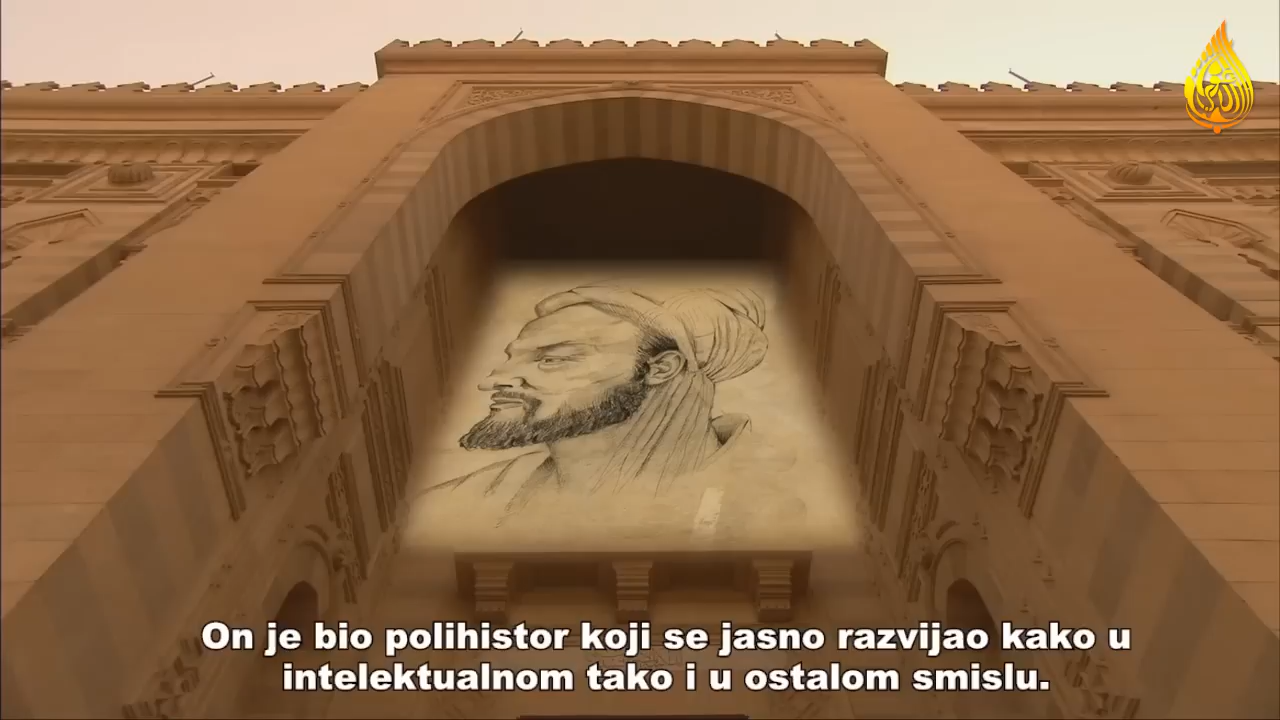 On je bio polihistor koji se jasno razvijao kako u
intelektualnom tako i u ostalom smislu.